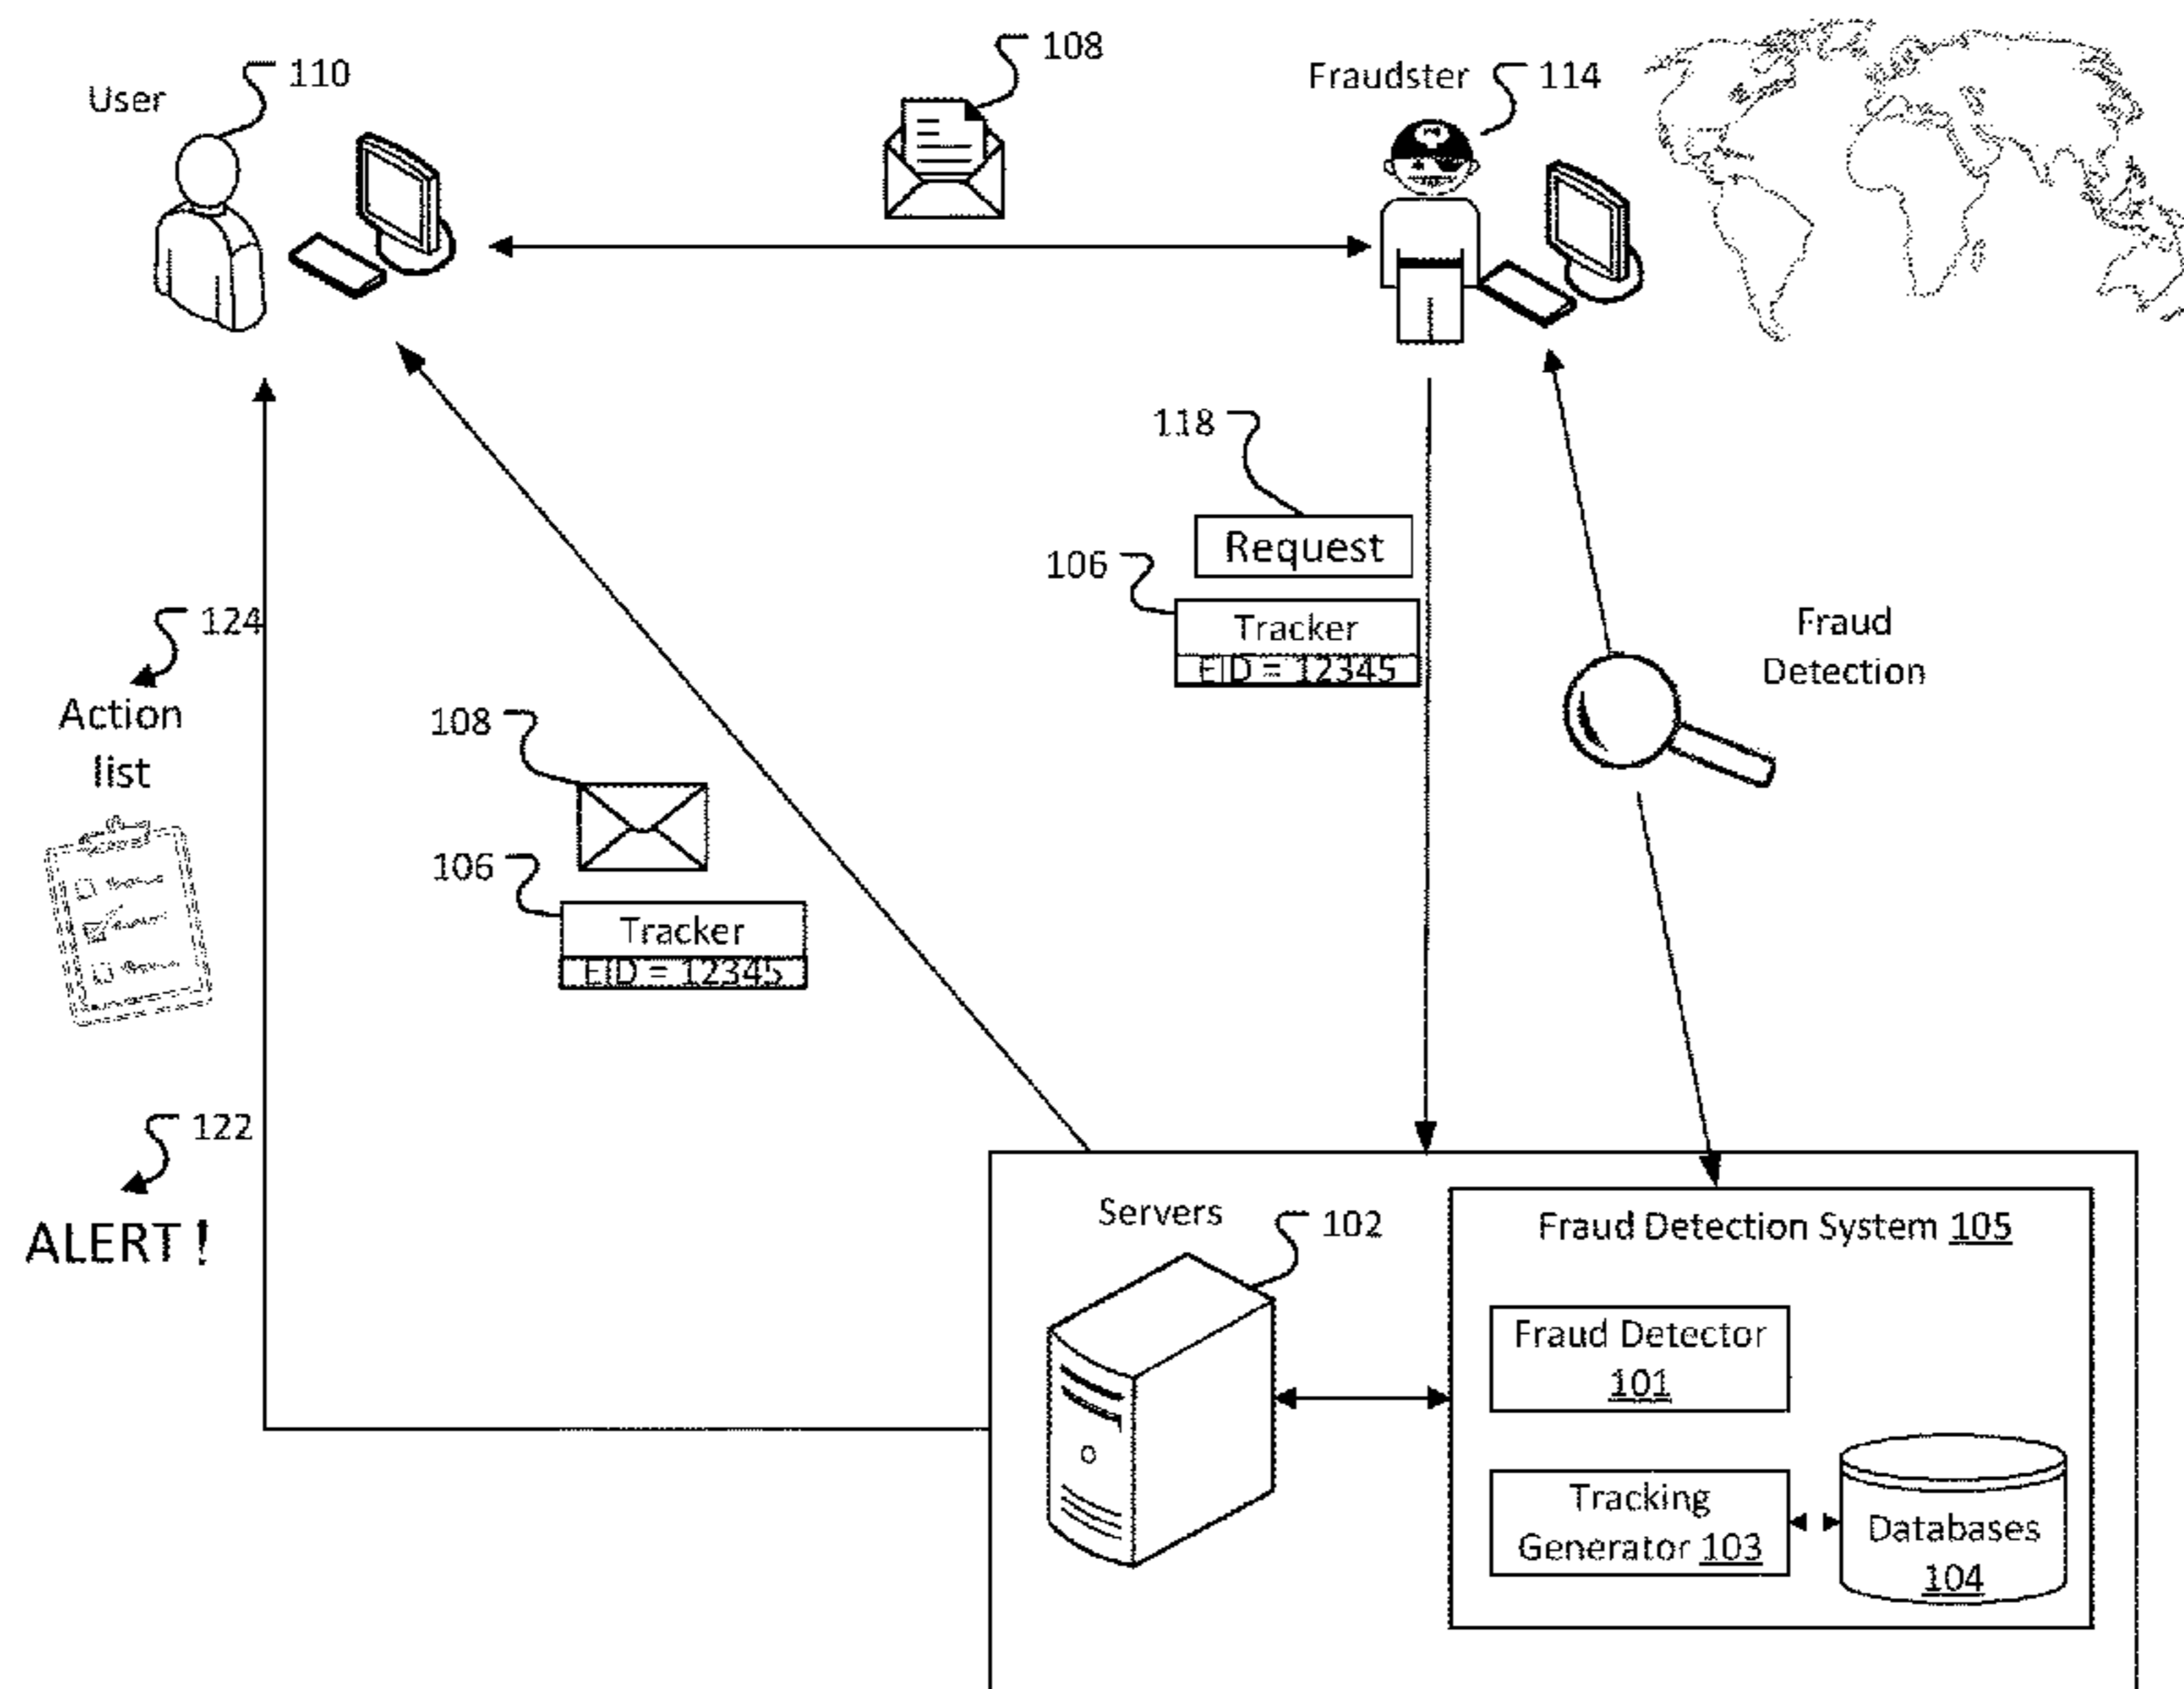 108
Fraudster
114
110
User
118
Request
106
Tracker
EID = 12345
Fraud
Detection
124
Action
list
108
106
Tracker
EID = 12345
122
ALERT !
Servers
102
Fraud Detection System 105
Fraud Detector
101
Tracking
Generator 103
Databases
104